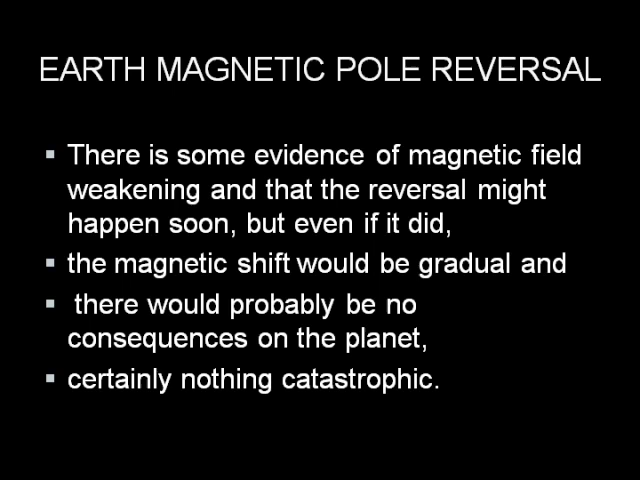 EARTH MAGNETIC POLE REVERSAL
▪ There is some evidence of magnetic field
weakening and that the reversal might
happen soon, but even if it did,
▪ the magnetic shift would be gradual and
▪ there would probably be no
consequences on the planet,
▪ certainly nothing catastrophic.